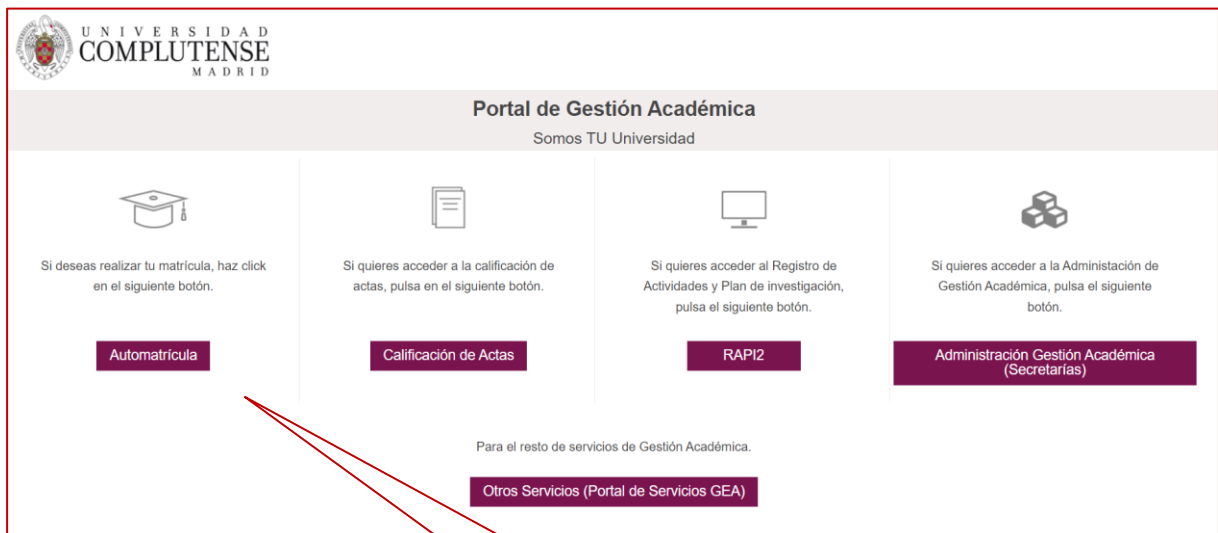 UNIVERSIDAD
COMPLUTENSE
MADRID
Portal de Gestión Académica
Somos TU Universidad
Si deseas realizar tu matrícula, haz click
en el siguiente botón.
Automatrícula
Si quieres acceder a la calificación de
actas, pulsa en el siguiente botón.
Calificación de Actas
Si quieres acceder al Registro de
Actividades y Plan de investigación,
pulsa el siguiente botón.
RAPI2
Si quieres acceder a la Administación de
Gestión Académica, pulsa el siguiente
botón.
Administración Gestión Académica
(Secretarías)
Para el resto de servicios de Gestión Académica.
Otros Servicios (Portal de Servicios GEA)